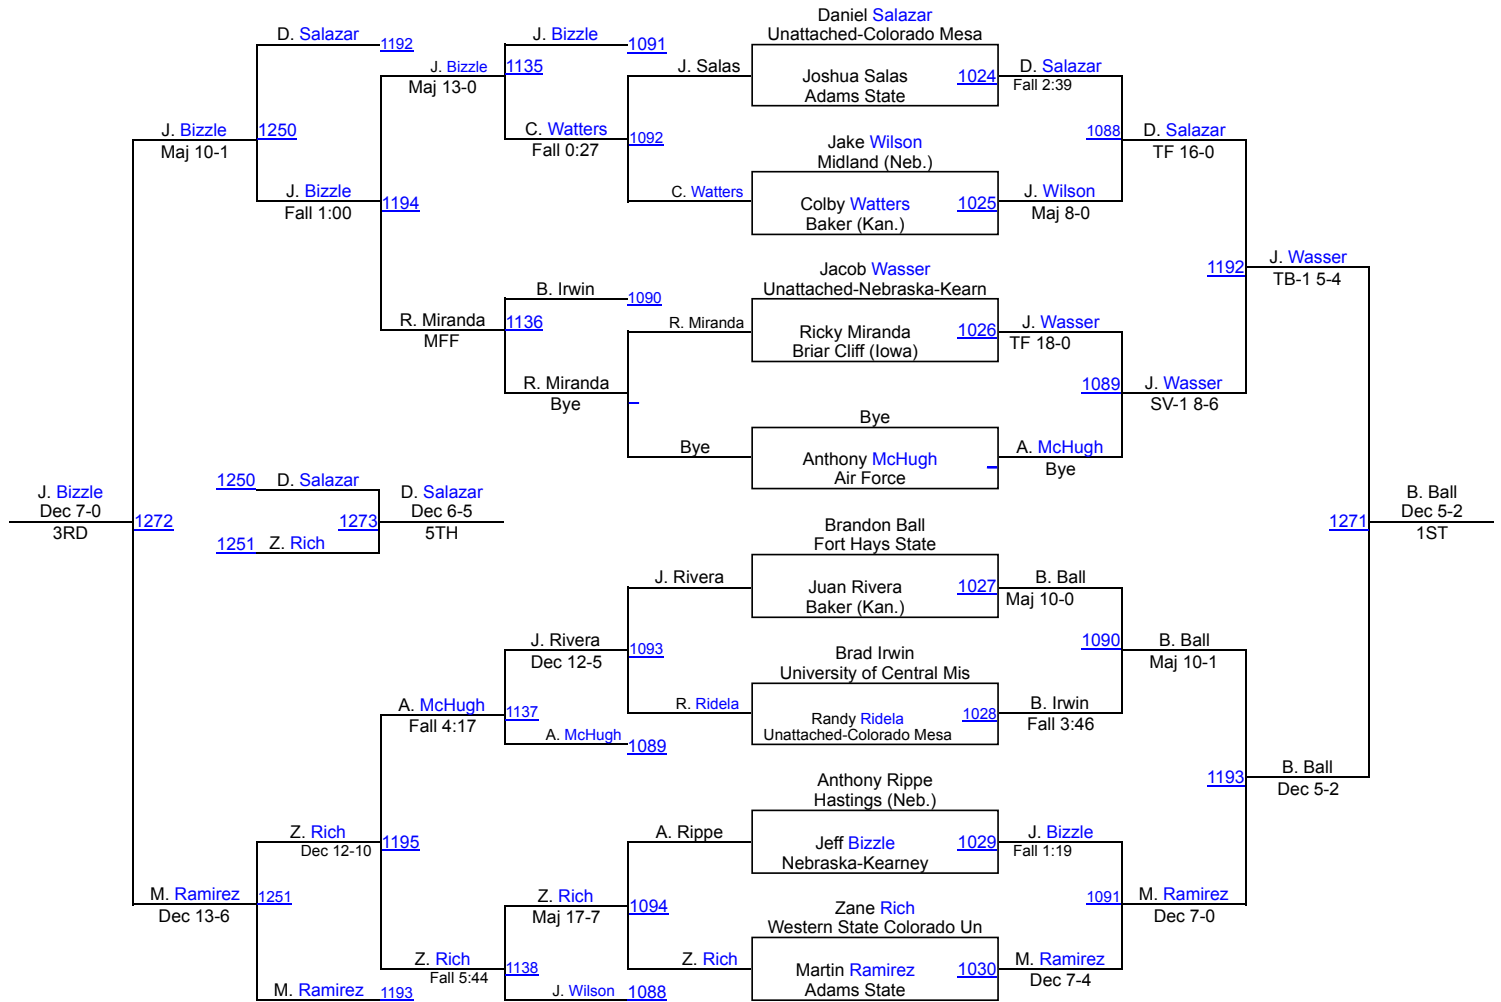 Daniel Salazar
Unattached-Colorado Mesa
D. Salazar
1192
J. Bizzle
1091
J. Bizzle
Maj 13-0
1135
J. Salas
Joshua Salas
Adams State
1024
D. Salazar
Fall 2:39
J. Bizzle
Maj 10-1
1250
C. Watters
Fall 0:27
1092
Jake Wilson
Midland (Neb.)
1088
D. Salazar
TF 16-0
J. Bizzle
Fall 1:00
1194
C. Watters
Colby Watters
Baker (Kan.)
1025
J. Wilson
Maj 8-0
Jacob Wasser
Unattached-Nebraska-Kearn
1192
J. Wasser
TB-1 5-4
B. Irwin
1090
R. Miranda
MFF
1136
R. Miranda
Ricky Miranda
Briar Cliff (Iowa)
1026
J. Wasser
TF 18-0
R. Miranda
Bye
1089
J. Wasser
SV-1 8-6
Bye
Bye
Anthony McHugh
Air Force
A. McHugh
Bye
J. Bizzle
Dec 7-0
3RD
1272
1250
D. Salazar
1273
1251
Z. Rich
D. Salazar
Dec 6-5
5TH
1271
B. Ball
Dec 5-2
1ST
Brandon Ball
Fort Hays State
J. Rivera
Juan Rivera
Baker (Kan.)
1027
B. Ball
Maj 10-0
J. Rivera
Dec 12-5
1093
Brad Irwin
University of Central Mis
1090
B. Ball
Maj 10-1
A. McHugh
Fall 4:17
1137
A. McHugh
1089
R. Ridela
Randy Ridela
Unattached-Colorado Mesa
1028
B. Irwin
Fall 3:46
Anthony Rippe
Hastings (Neb.)
1193
B. Ball
Dec 5-2
Z. Rich
Dec 12-10
1195
A. Rippe
Jeff Bizzle
Nebraska-Kearney
1029
J. Bizzle
Fall 1:19
M. Ramirez
Dec 13-6
1251
Z. Rich
Maj 17-7
1094
Zane Rich
Western State Colorado Un
1091
M. Ramirez
Dec 7-0
Z. Rich
Fall 5:44
1138
Z. Rich
Martin Ramirez
Adams State
1030
M. Ramirez
Dec 7-4
M. Ramirez
1193
J. Wilson
1088